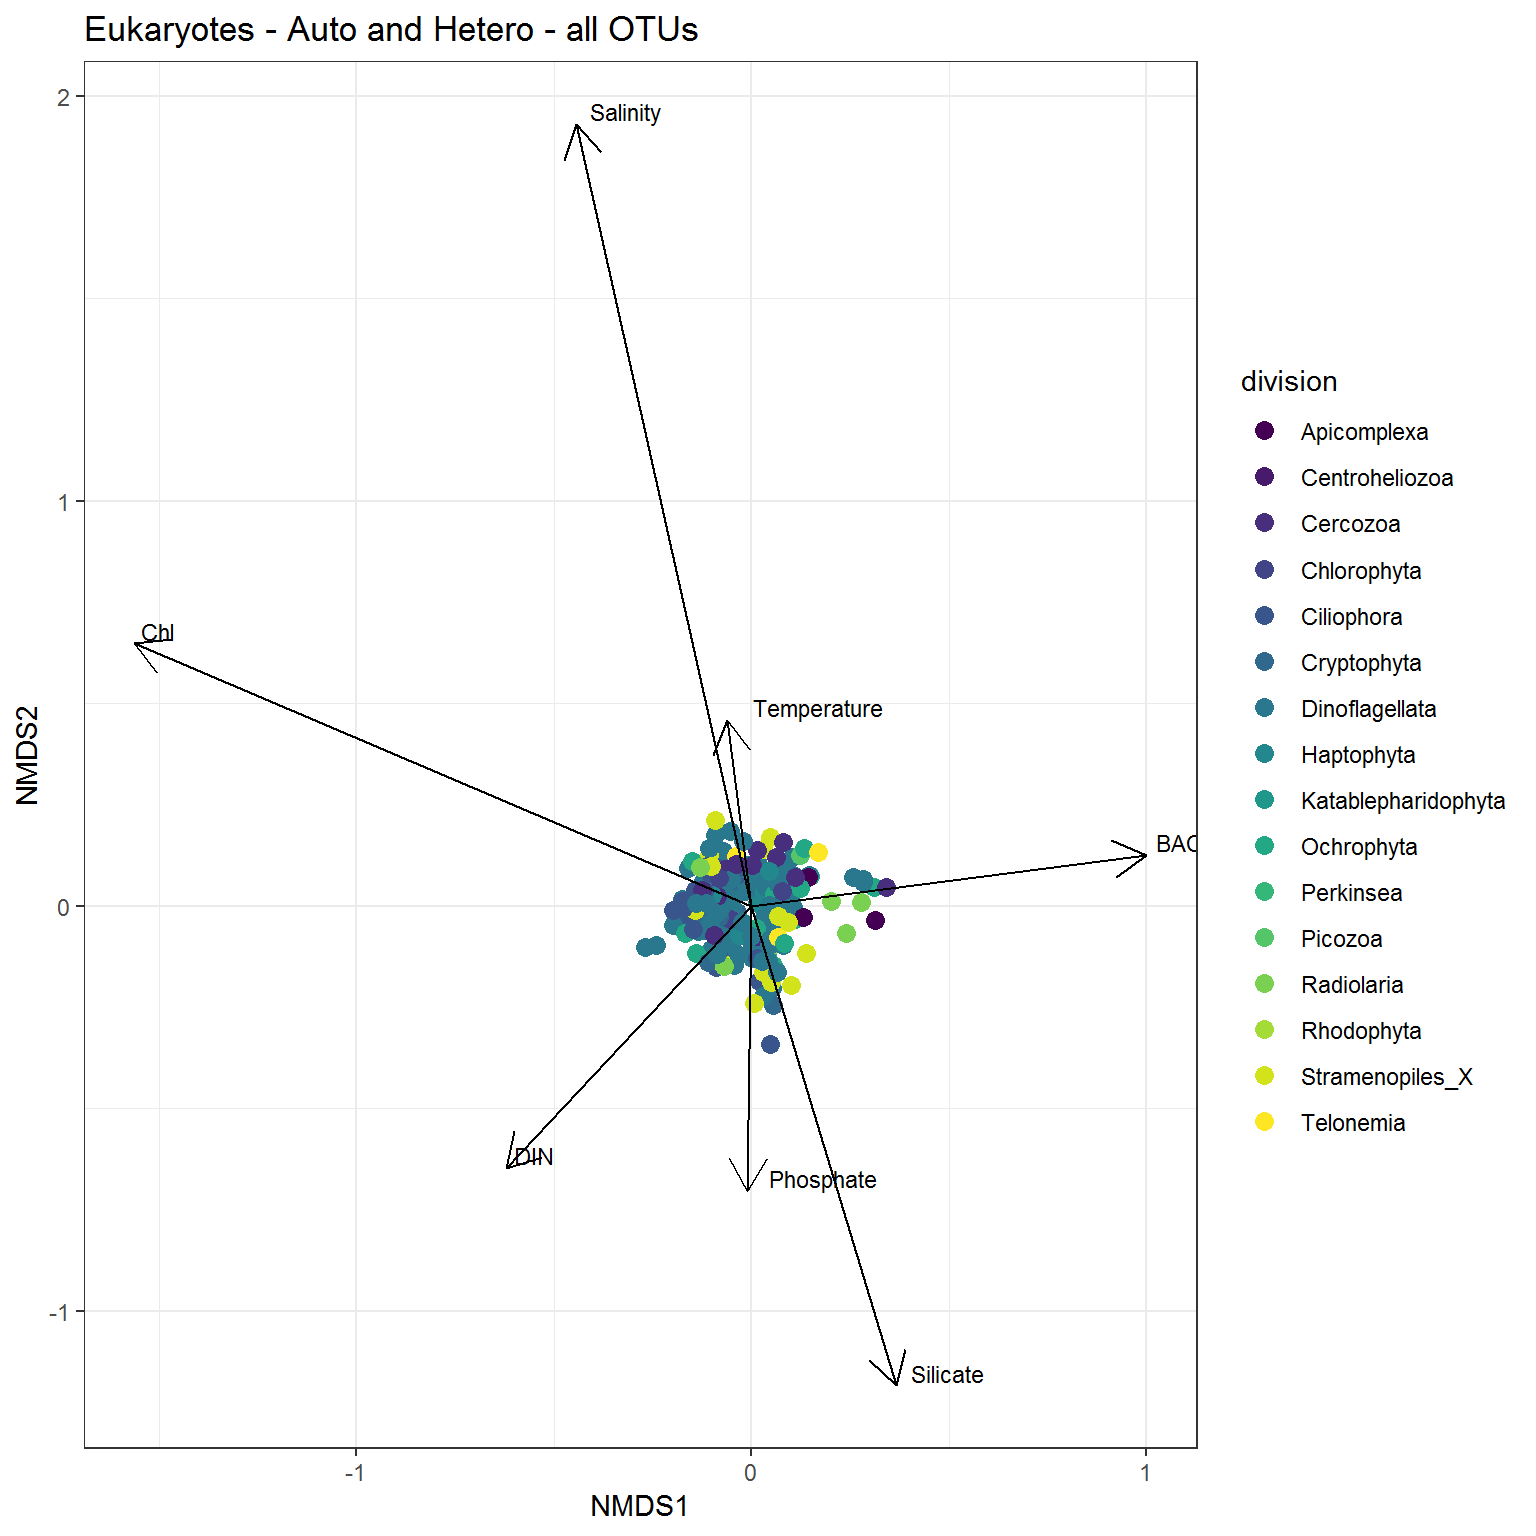 Eukaryotes - Auto and Hetero - all OTUs
2
1
0
-1
NMDS2
Salinity
Chl
Temperature
BAC
DIN
Phosphate
Silicate
-1
0
1
NMDS1
division
Apicomplexa
Centroheliozoa
Cercozoa
Chlorophyta
Ciliophora
Cryptophyta
Dinoflagellata
Haptophyta
Katablepharidophyta
Ochrophyta
Perkinsea
Picozoa
Radiolaria
Rhodophyta
Stramenopiles_X
Telonemia